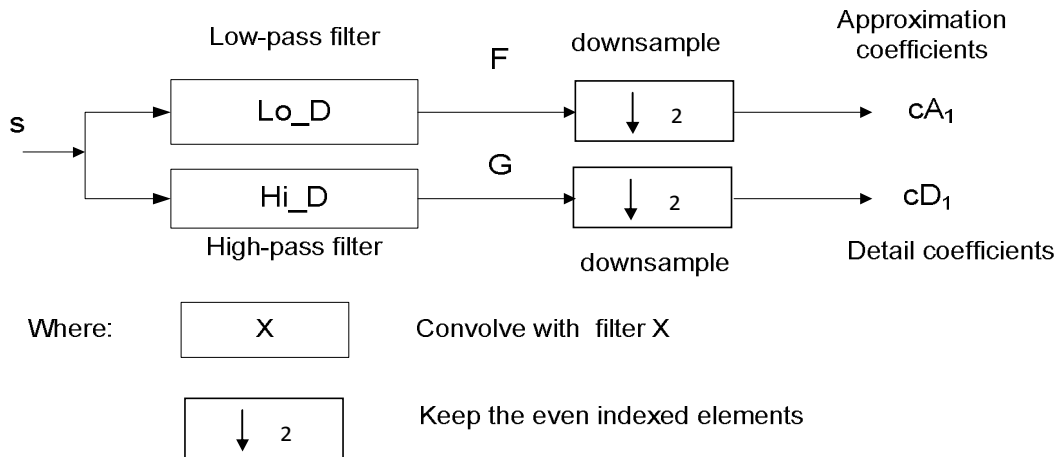 Low-pass filter
F
downsample
Approximation
coefficients
s
Lo_D
2
cA₁
G
Hi_D
2
cD₁
High-pass filter
downsample
Detail coefficients
Where:
X
Convolve with filter X
2
Keep the even indexed elements